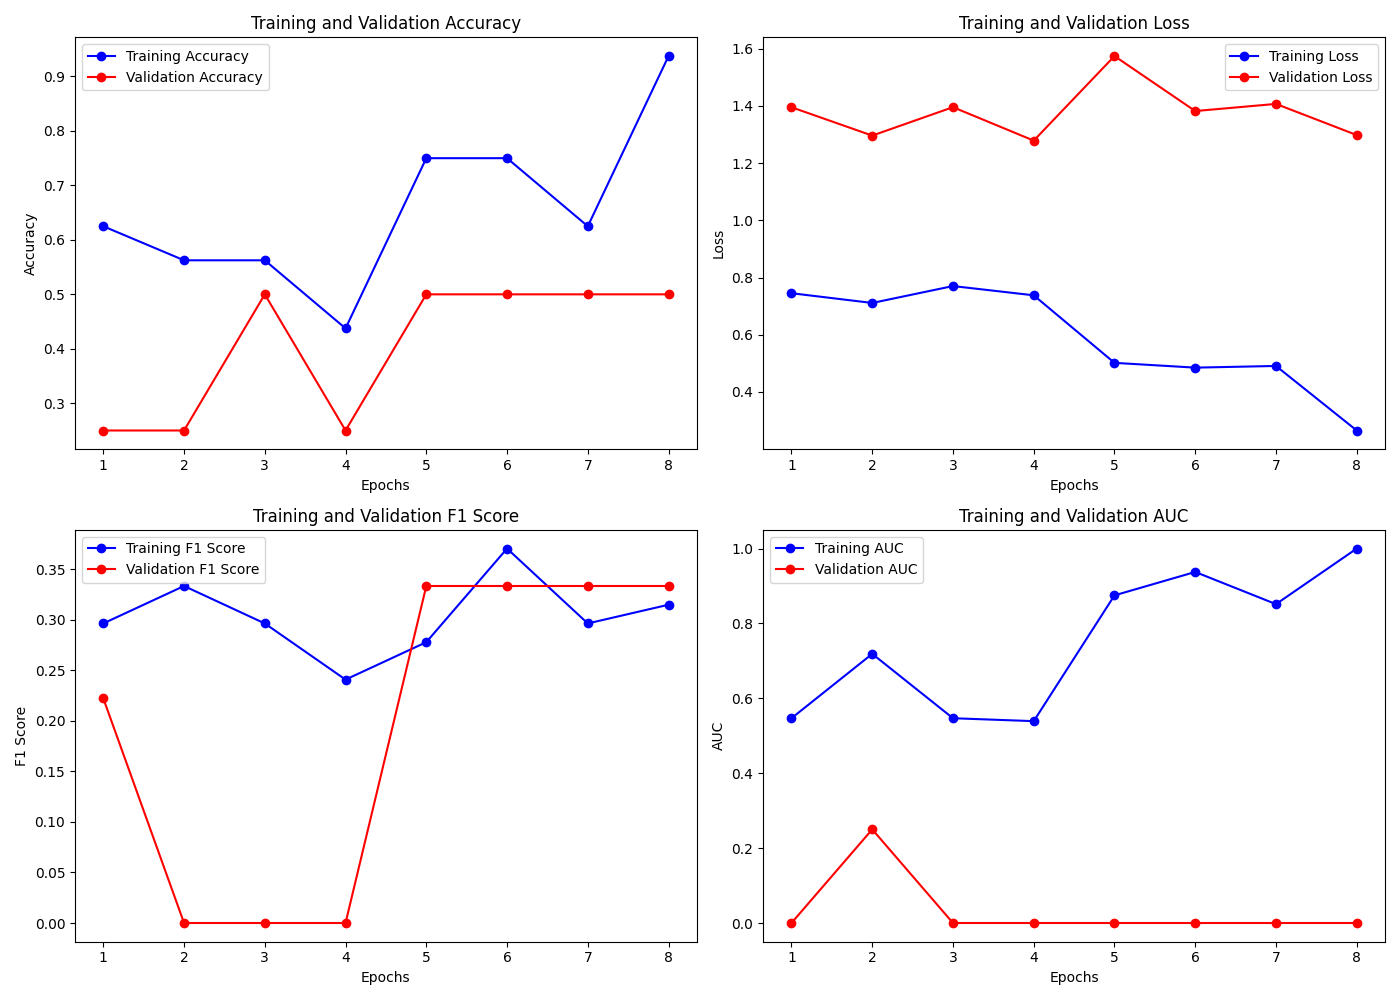 Training and Validation Accuracy
Training Accuracy
Validation Accuracy
0.9
0.8
0.7
0.6
0.5
0.4
0.3
Accuracy
1 2 3 4 5 6 7 8
Epochs
Training and Validation Loss
Training Loss
Validation Loss
1.6
1.4
1.2
1.0
0.8
0.6
0.4
Loss
1 2 3 4 5 6 7 8
Epochs
Training and Validation F1 Score
Training F1 Score
Validation F1 Score
0.35
0.30
0.25
0.20
0.15
0.10
0.05
0.00
F1 Score
1 2 3 4 5 6 7 8
Epochs
Training and Validation AUC
Training AUC
Validation AUC
1.0
0.8
0.6
0.4
0.2
0.0
AUC
1 2 3 4 5 6 7 8
Epochs